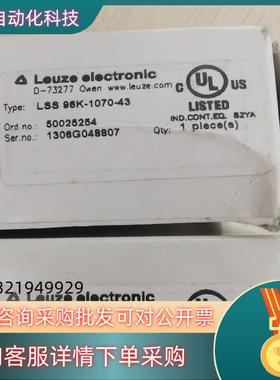 自动化科技
Leuze electronic
D-73277 Owen www.leuze.com
Type: LSS 96K-1070-43
Ord.no.: 50025254
Ser.no.: 1306G048807
Qty: 1 piece(s)
C UL US
LISTED
IND.CONT.EQ. 82YA
321949929
Leuze electronic
咨询采购批发可对公开票
客服详情下单采购